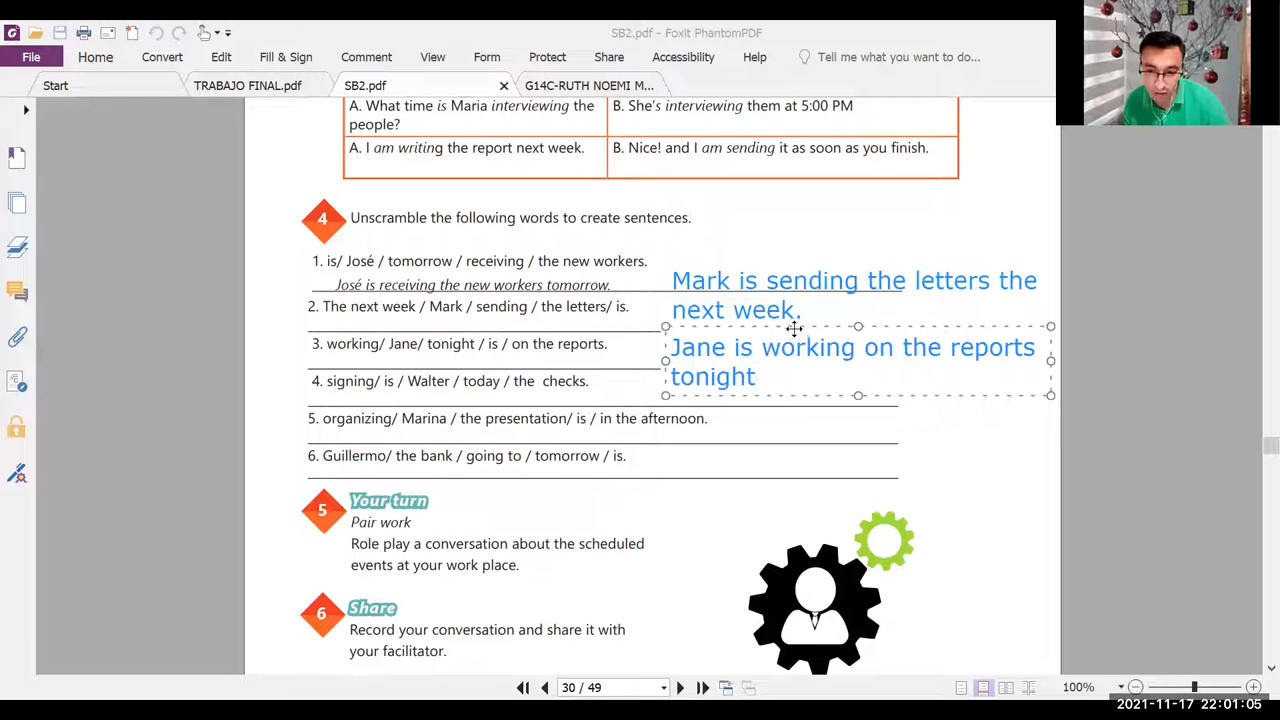 SB2.pdf - Foxit PhantomPDF
File Home Convert Edit Fill & Sign Comment View Form Protect Share Accessibility Help Tell me what you want to do...
Start TRABAJO FINAL.pdf SB2.pdf G14C-RUTH NOEMI M...
A. What time is Maria interviewing the
people?
B. She's interviewing them at 5:00 PM
A. I am writing the report next week.
B. Nice! and I am sending it as soon as you finish.
4 Unscramble the following words to create sentences.
1. is/ José / tomorrow / receiving / the new workers.
José is receiving the new workers tomorrow.
2. The next week / Mark / sending / the letters/ is.
Mark is sending the letters the
next week.
3. working/ Jane/ tonight / is / on the reports.
Jane is working on the reports
tonight
4. signing/ is / Walter / today / the checks.
5. organizing/ Marina / the presentation/ is / in the afternoon.
6. Guillermo/ the bank / going to / tomorrow / is.
5 Your turn
Pair work
Role play a conversation about the scheduled
events at your work place.
6 Share
Record your conversation and share it with
your facilitator.
30 / 49
100%
2021-11-17 22:01:05